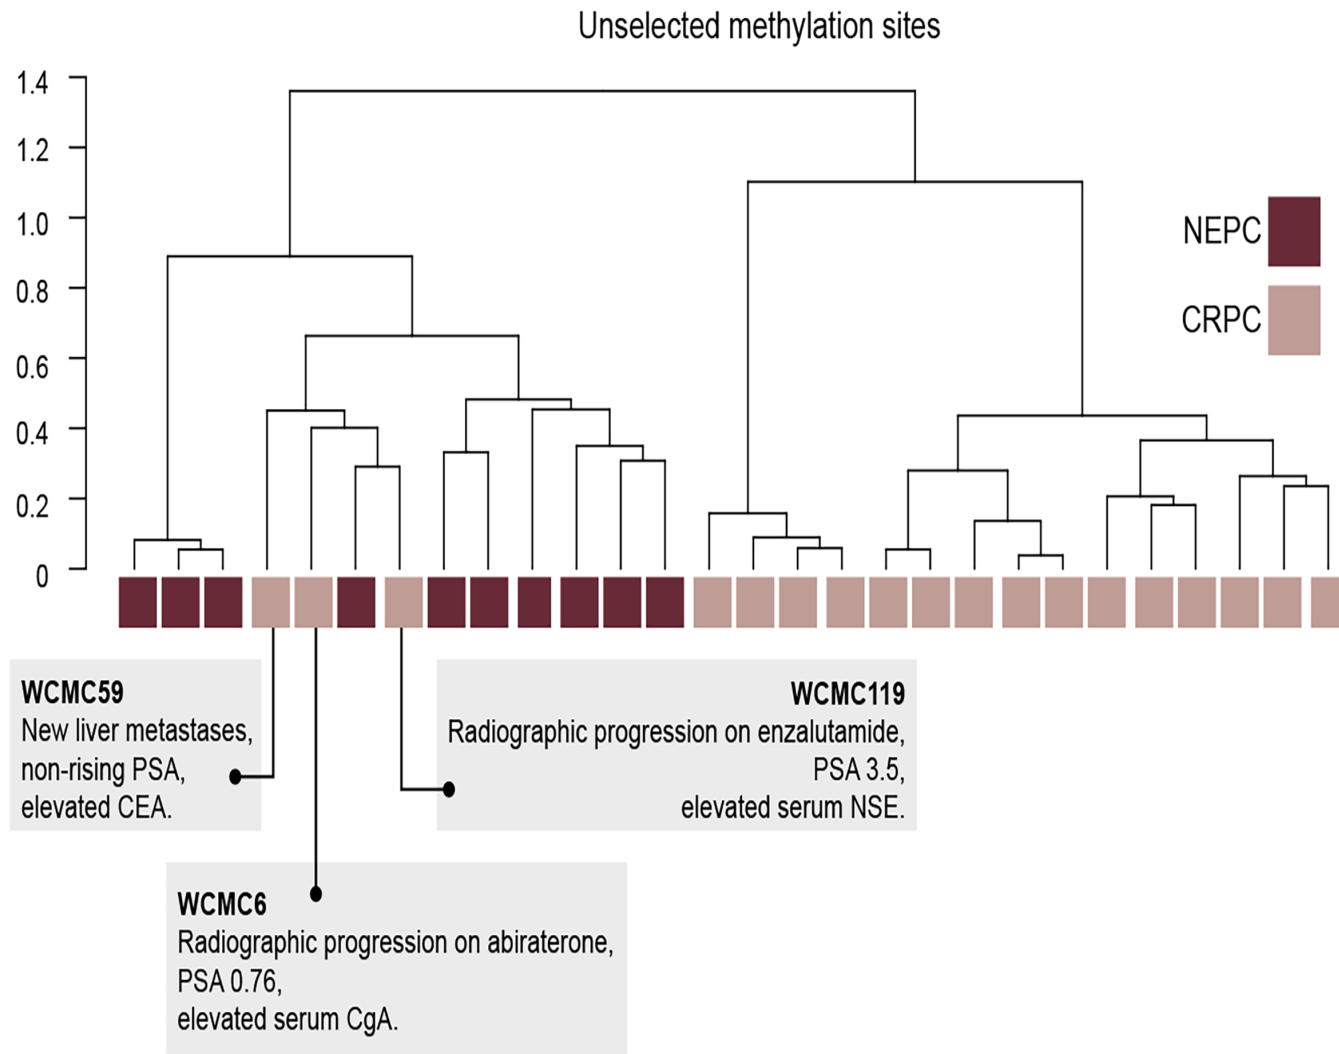 Unselected methylation sites
1.4
1.2
1.0
0.8
0.6
0.4
0.2
0
NEPC
CRPC
WCMC59
New liver metastases,
non-rising PSA,
elevated CEA.
WCMC119
Radiographic progression on enzalutamide,
PSA 3.5,
elevated serum NSE.
WCMC6
Radiographic progression on abiraterone,
PSA 0.76,
elevated serum CgA.